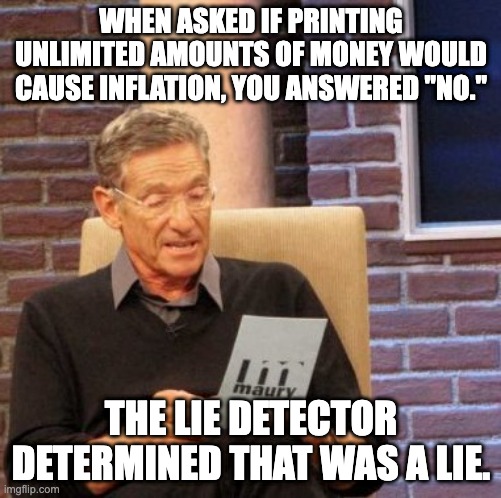 WHEN ASKED IF PRINTING
UNLIMITED AMOUNTS OF MONEY WOULD
CAUSE INFLATION, YOU ANSWERED "NO."
maury
THE LIE DETECTOR
DETERMINED THAT WAS A LIE.
imgflip.com